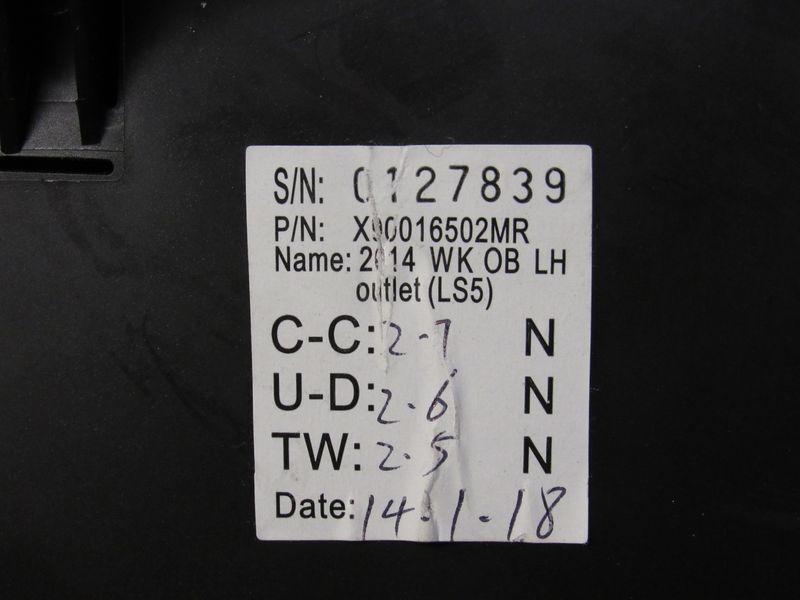 S/N: 0127839
P/N: X90016502MR
Name: 2014 WK OB LH
outlet (LS5)
C-C: 2.7 N
U-D: 2.6 N
TW: 2.5 N
Date: 14.1.18